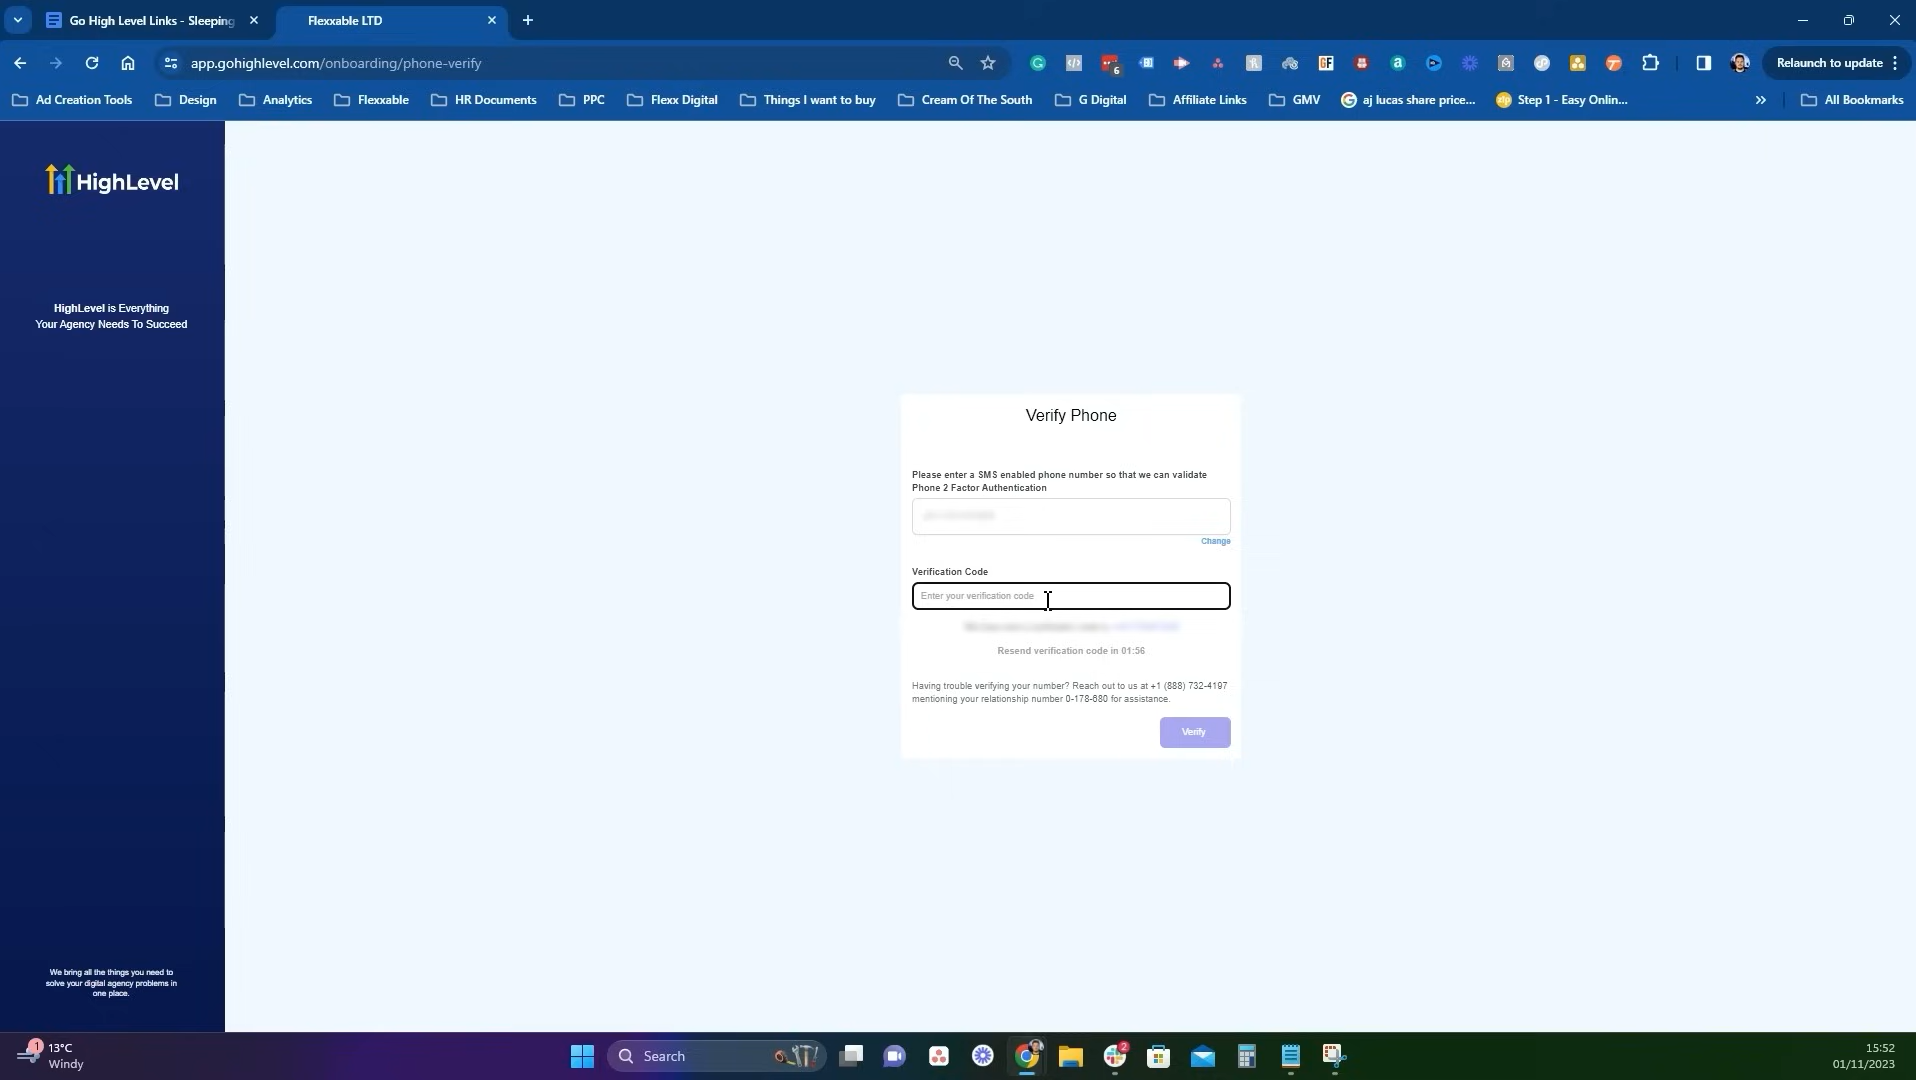 Go High Level Links - Sleeping
Flexxable LTD
app.gohighlevel.com/onboarding/phone-verify
6
Relaunch to update
Ad Creation Tools
Design
Analytics
Flexxable
HR Documents
PPC
Flexx Digital
Things I want to buy
Cream Of The South
G Digital
Affiliate Links
GMV
aj lucas share price...
Step 1 - Easy Onlin...
All Bookmarks
HighLevel
HighLevel is Everything
Your Agency Needs To Succeed
Verify Phone
Please enter a SMS enabled phone number so that we can validate
Phone 2 Factor Authentication
Change
Verification Code
Enter your verification code
Resend verification code in 01:56
Having trouble verifying your number? Reach out to us at +1 (888) 732-4197
mentioning your relationship number 0-178-680 for assistance.
Verify
We bring all the things you need to
solve your digital agency problems in
one place.
1
13°C
Windy
Search
2
15:52
01/11/2023